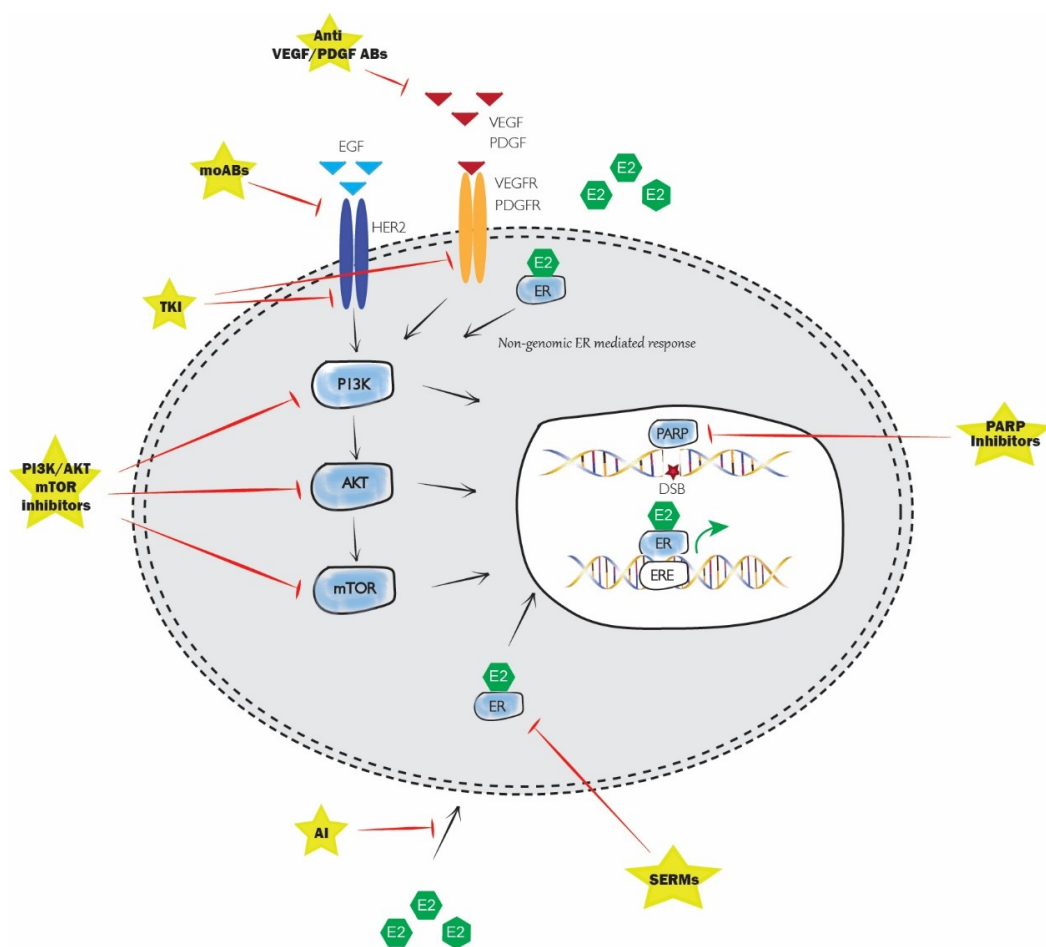 Anti
VEGF/PDGF ABs
VEGF
PDGF
EGF
moABs
VEGFR
PDGFR
E2
E2
E2
HER2
E2
ER
TKI
Non-genomic ER mediated response
PI3K
PARP
PARP
Inhibitors
PI3K/AKT
mTOR
inhibitors
AKT
DSB
E2
ER
ERE
mTOR
E2
ER
AI
SERMs
E2
E2
E2